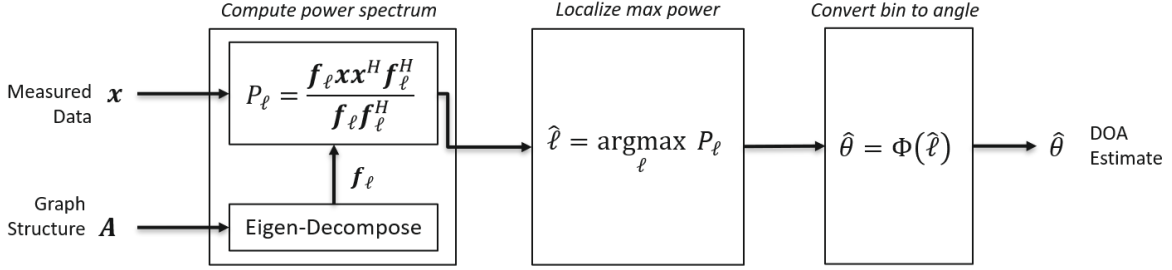 Compute power spectrum
Localize max power
Convert bin to angle
Measured
Data
x
P_ℓ = f_ℓ x x^H f_ℓ^H / f_ℓ f_ℓ^H
f_ℓ
Graph
Structure
A
Eigen-Decompose
ℓ̂ = argmax_ℓ P_ℓ
θ̂ = Φ(ℓ̂)
θ̂
DOA
Estimate